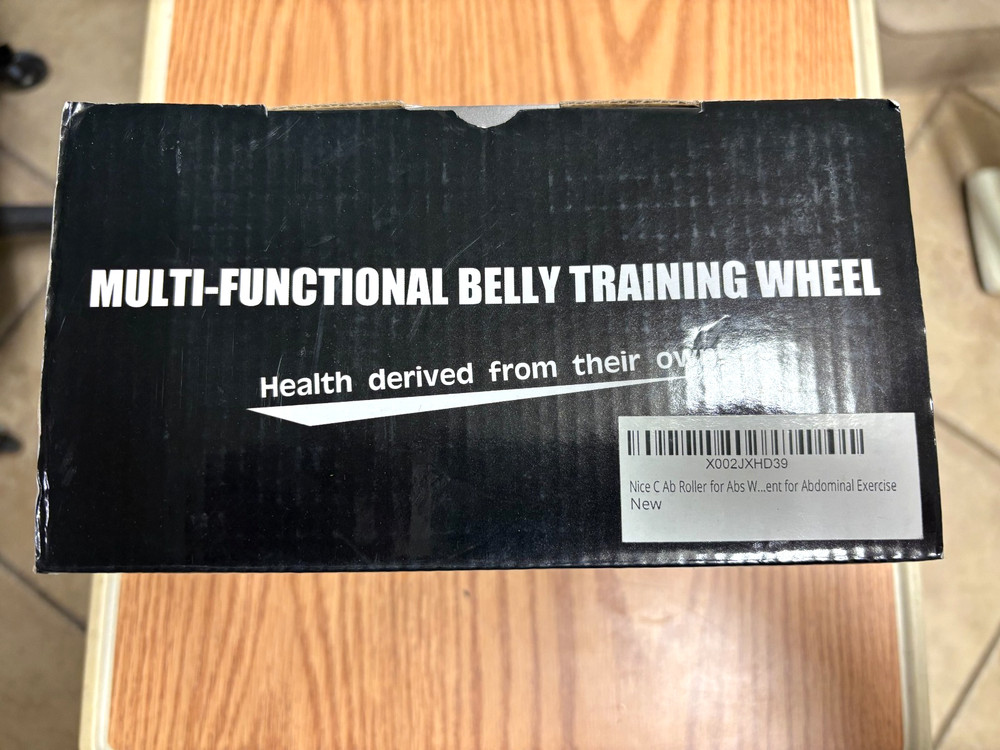 MULTI-FUNCTIONAL BELLY TRAINING WHEEL
Health derived from their own
X002JXHD39
Nice C Ab Roller for Abs W...ent for Abdominal Exercise
New